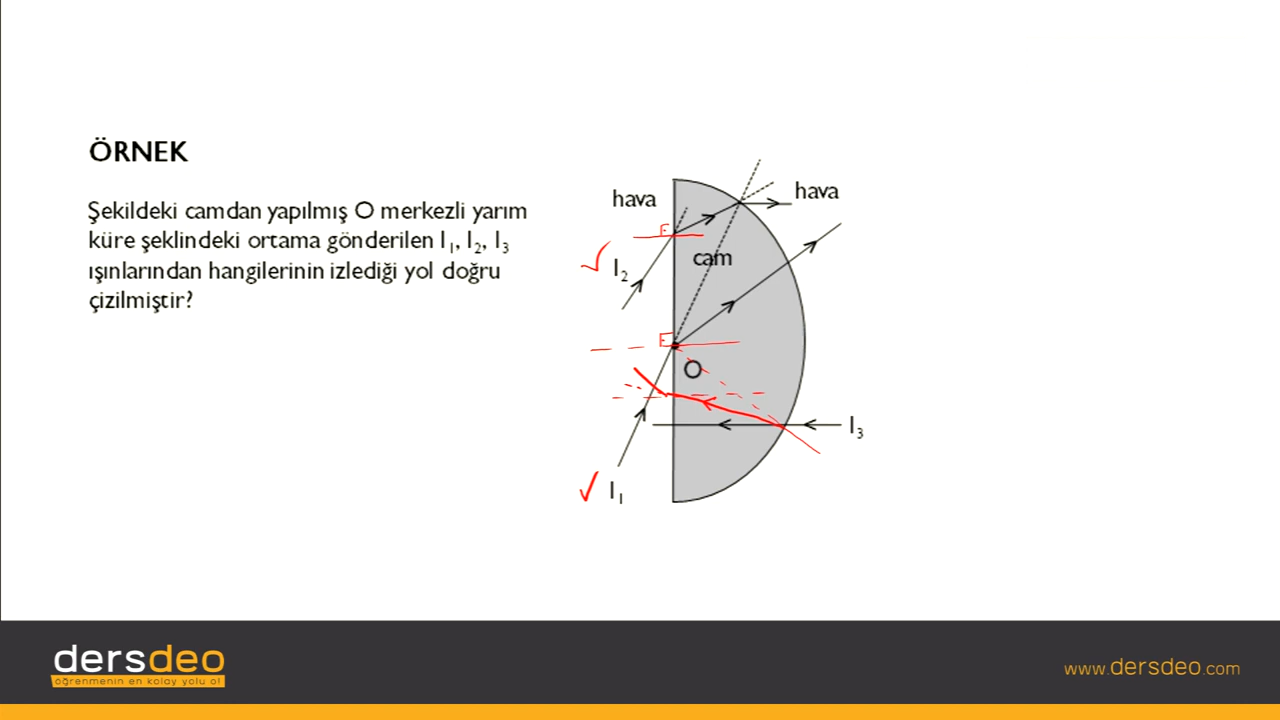 ÖRNEK
Şekildeki camdan yapılmış O merkezli yarım
küre şeklindeki ortama gönderilen I₁, I₂, I₃
ışınlarından hangilerinin izlediği yol doğru
çizilmiştir?
hava
hava
cam
I₂
O
I₃
I₁
dersdeo
öğrenmenin en kolay yolu
www.dersdeo.com